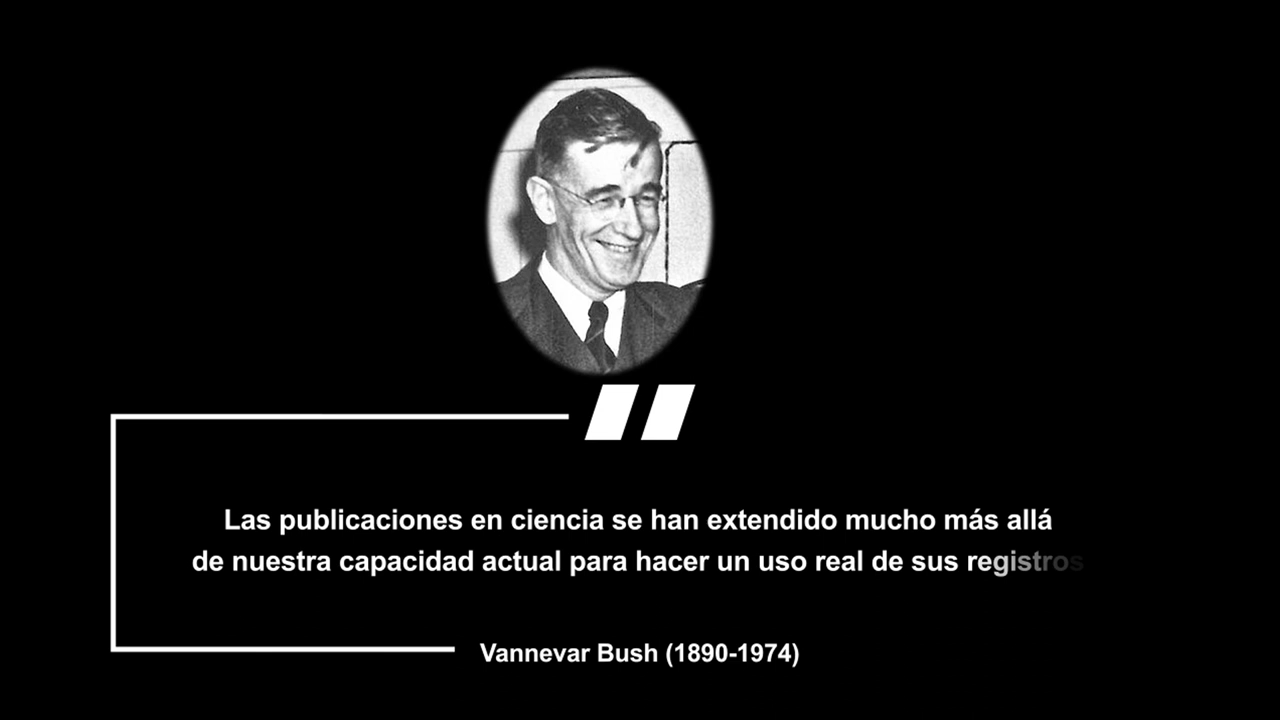 Las publicaciones en ciencia se han extendido mucho más allá
de nuestra capacidad actual para hacer un uso real de sus registros
Vannevar Bush (1890-1974)